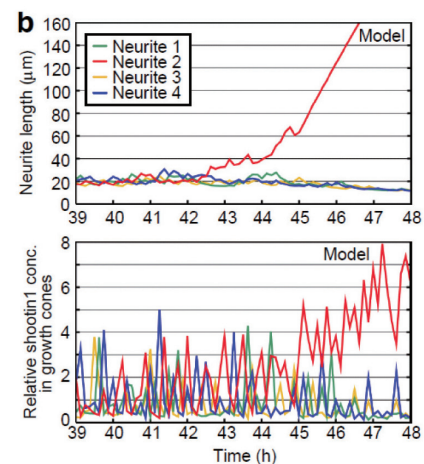 b
160
140
120
100
80
60
40
20
0
Neurite length (μm)
Model
Neurite 1
Neurite 2
Neurite 3
Neurite 4
39 40 41 42 43 44 45 46 47 48
8
6
4
2
0
Relative shootin1 conc.
in growth cones
Model
39 40 41 42 43 44 45 46 47 48
Time (h)